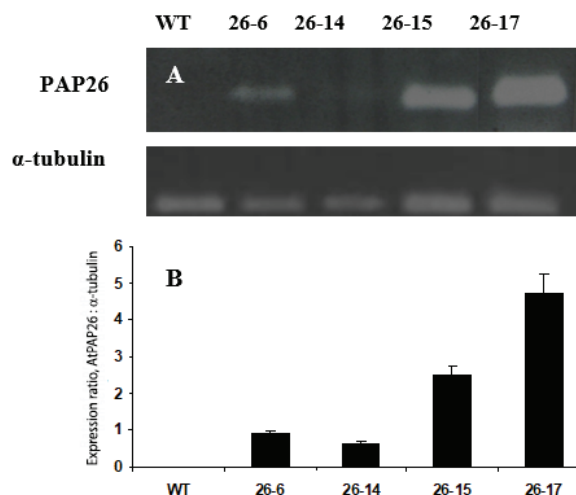 WT 26-6 26-14 26-15 26-17
A
PAP26
α-tubulin
B
Expression ratio, AtPAP26 : α-tubulin
6
5
4
3
2
1
0
WT 26-6 26-14 26-15 26-17